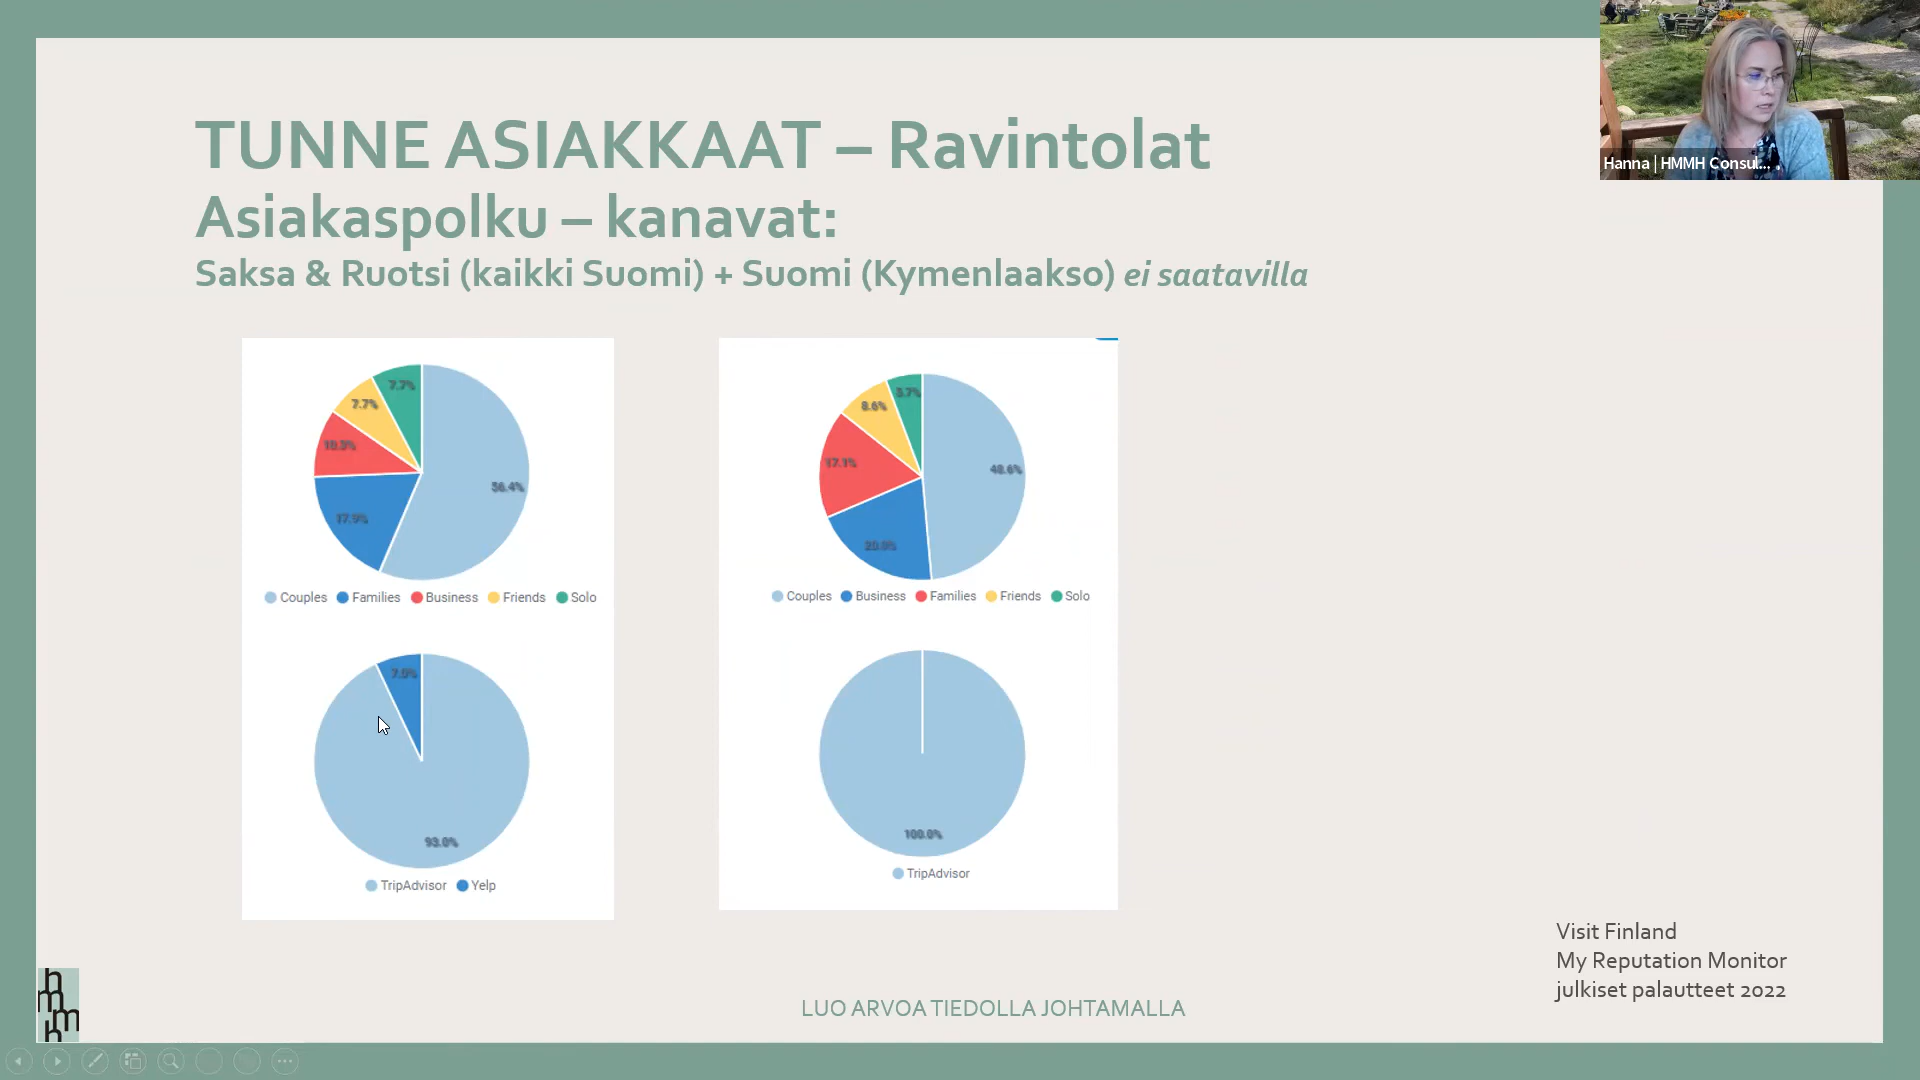 TUNNE ASIAKKAAT – Ravintolat
Asiakaspolku – kanavat:
Saksa & Ruotsi (kaikki Suomi) + Suomi (Kymenlaakso) ei saatavilla
Hanna | HMMH Consul...
7.7%
7.7%
10.3%
56.4%
17.9%
Couples Families Business Friends Solo
7.0%
93.0%
TripAdvisor Yelp
5.7%
8.6%
17.1%
48.6%
20.0%
Couples Business Families Friends Solo
100.0%
TripAdvisor
Visit Finland
My Reputation Monitor
julkiset palautteet 2022
LUO ARVOA TIEDOLLA JOHTAMALLA
h
m
m
h